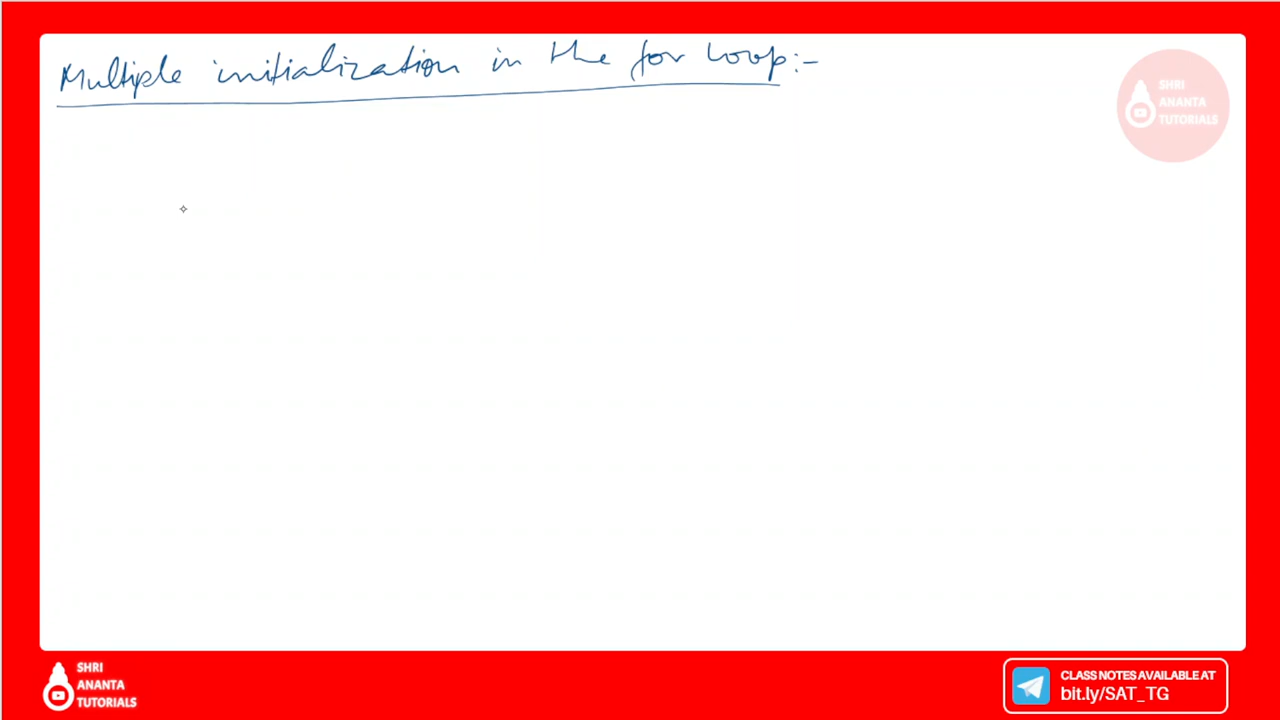 Multiple initialization in the for loop:-
SHRI
ANANTA
TUTORIALS
SHRI
ANANTA
TUTORIALS
CLASS NOTES AVAILABLE AT
bit.ly/SAT_TG